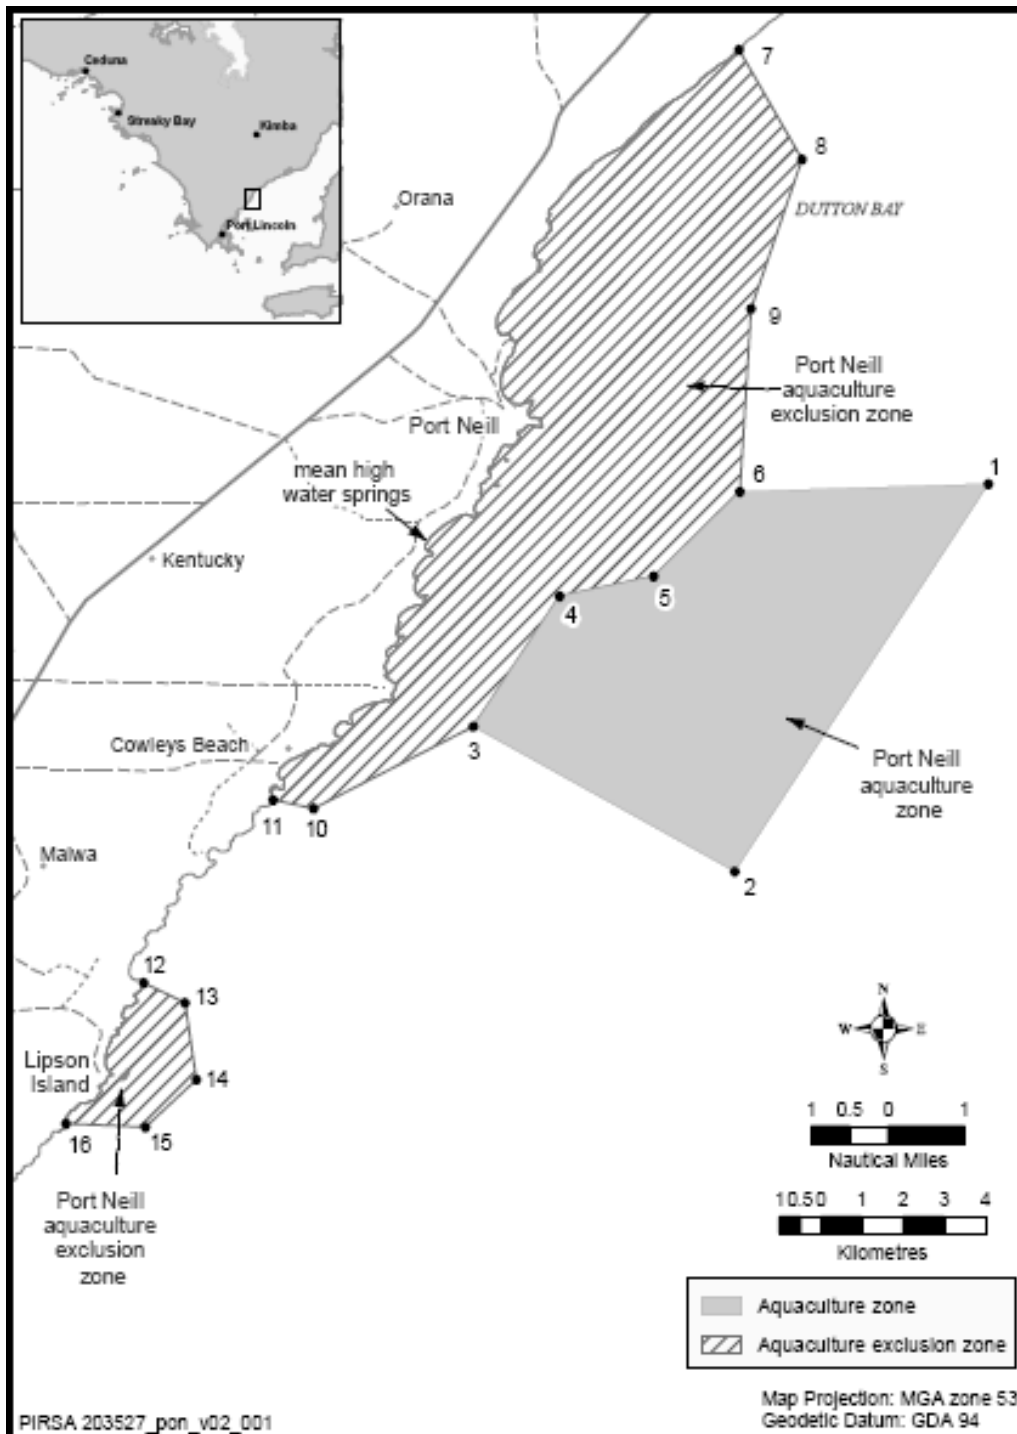 Ceduna
Streaky Bay
Kimba
Port Lincoln
7
8
Orana
DUTTON BAY
9
Port Neill
aquaculture
exclusion zone
Port Neill
mean high
water springs
6
1
Kentucky
5
4
3
Cowleys Beach
Port Neill
aquaculture
zone
11
10
Malwa
2
12
13
Lipson
Island
14
16
15
Port Neill
aquaculture
exclusion
zone
N
W
E
S
1 0.5 0 1
Nautical Miles
1 0.5 0 1 2 3 4
Kilometres
Aquaculture zone
Aquaculture exclusion zone
Map Projection: MGA zone 53
Geodetic Datum: GDA 94
PIRSA 203527_pon_v02_001